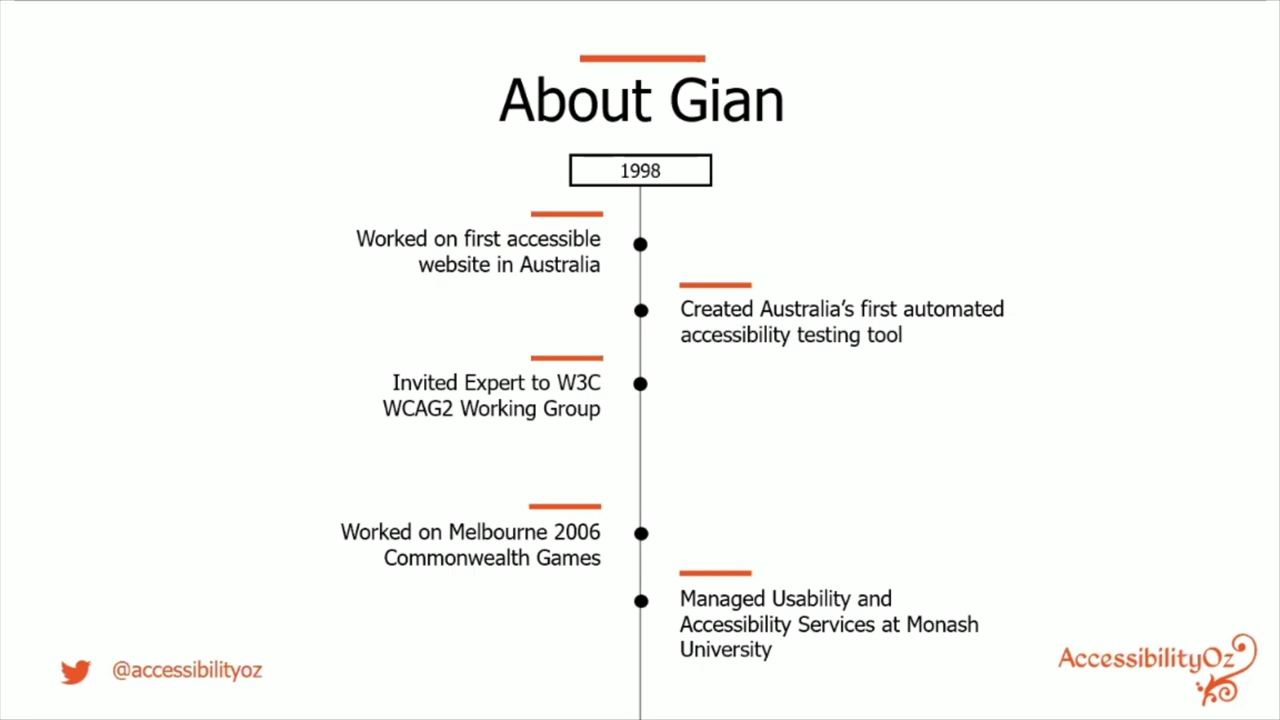 About Gian
1998
Worked on first accessible
website in Australia
Created Australia’s first automated
accessibility testing tool
Invited Expert to W3C
WCAG2 Working Group
Worked on Melbourne 2006
Commonwealth Games
Managed Usability and
Accessibility Services at Monash
University
@accessibilityoz
AccessibilityOz